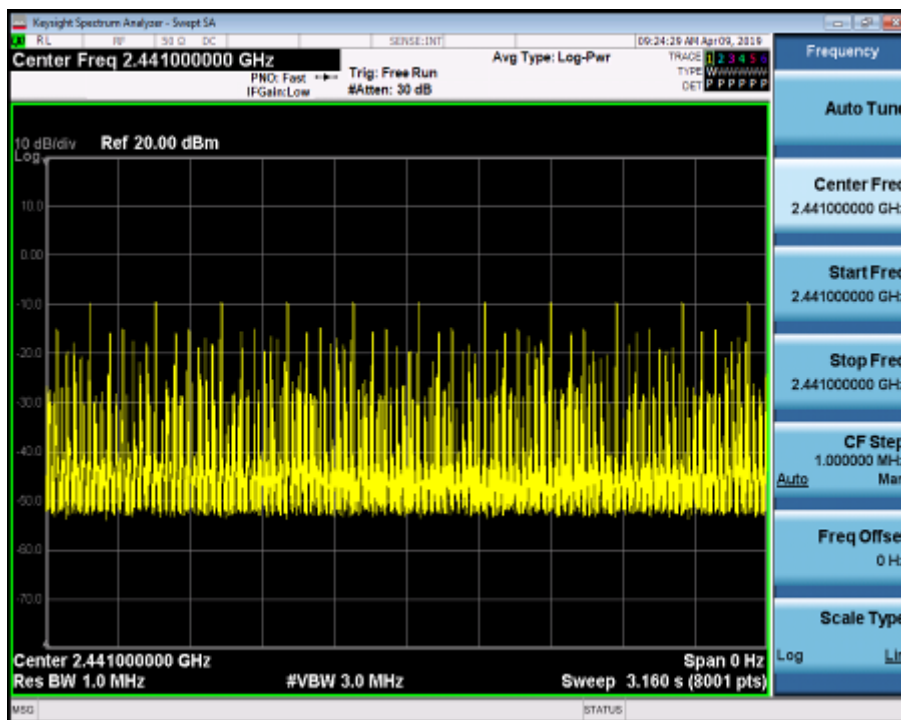 Keysight Spectrum Analyzer - Swept SA
RL RF 50 Ω DC SENSE:INT 09:24:29 AM Apr 09, 2019
Center Freq 2.441000000 GHz
Avg Type: Log-Pwr
TRACE 1 2 3 4 5 6
TYPE WWWWWW
DET P P P P P P
PNO: Fast
IFGain:Low
Trig: Free Run
#Atten: 30 dB
10 dB/div
Log
Ref 20.00 dBm
10.0
0.00
-10.0
-20.0
-30.0
-40.0
-50.0
-60.0
-70.0
Center 2.441000000 GHz
Span 0 Hz
Res BW 1.0 MHz
#VBW 3.0 MHz
Sweep 3.160 s (8001 pts)
MSG
STATUS
Frequency
Auto Tune
Center Freq
2.441000000 GHz
Start Freq
2.441000000 GHz
Stop Freq
2.441000000 GHz
CF Step
1.000000 MHz
Auto Man
Freq Offse
0 Hz
Scale Type
Log Lin